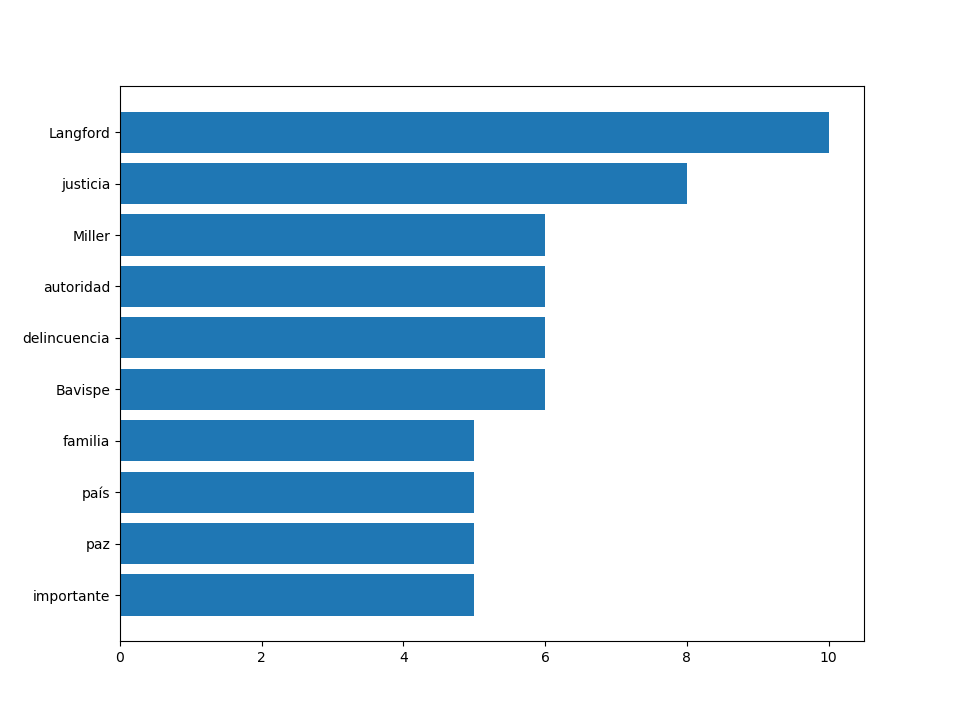 Langford
justicia
Miller
autoridad
delincuencia
Bavispe
familia
país
paz
importante
0 2 4 6 8 10